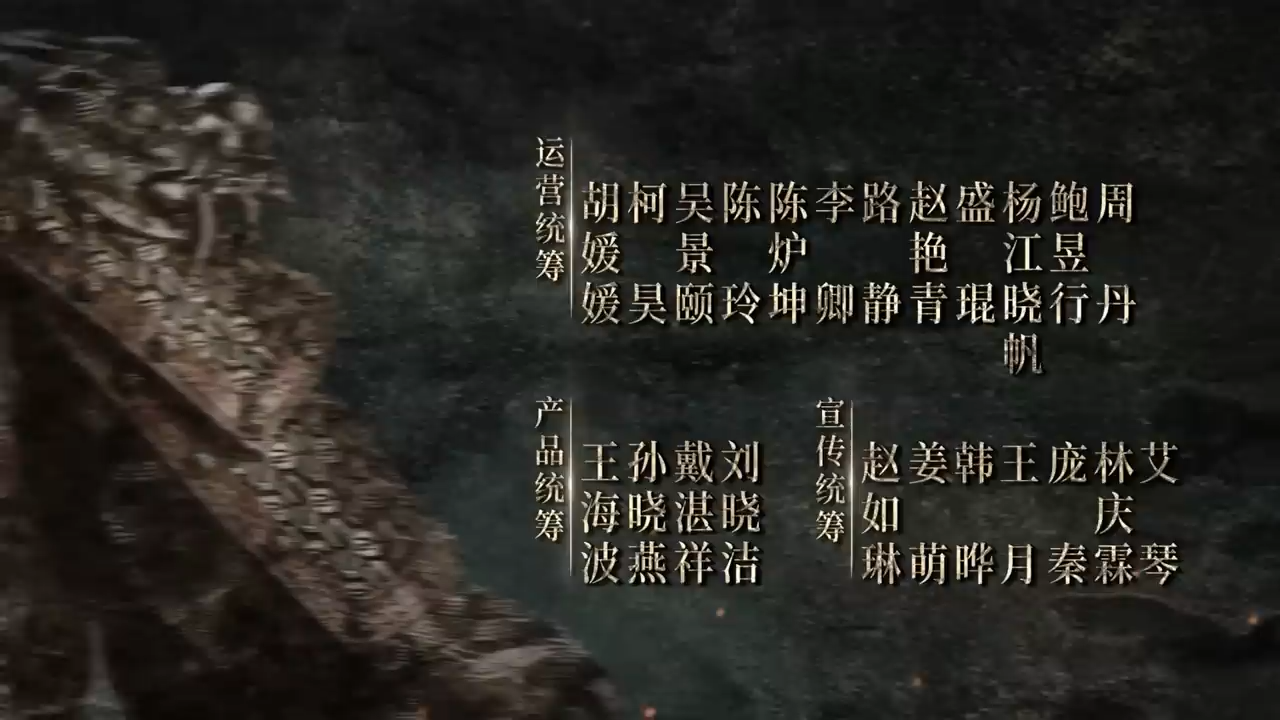 运营统筹
胡媛媛
柯昊
吴景颐
陈玲
陈炉坤
李卿
路静
赵艳青
盛琨
杨江晓帆
鲍昱行
周丹
产品统筹
王海波
孙晓燕
戴湛祥
刘晓洁
宣传统筹
赵如琳
姜萌
韩晔
王月
庞秦
林庆霖
艾琴